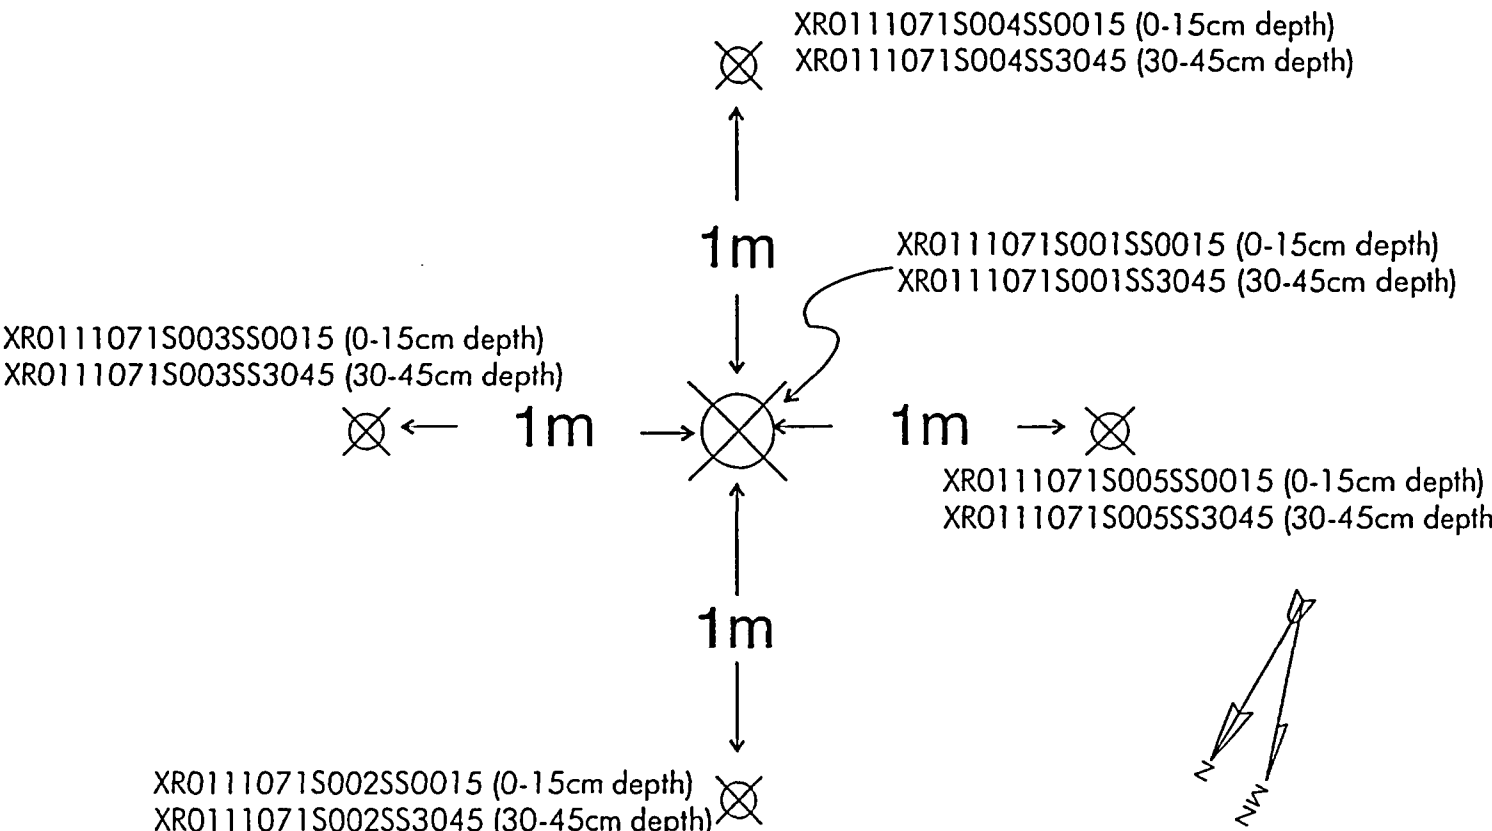 XR0111071S004SS0015 (0-15cm depth)
XR0111071S004SS3045 (30-45cm depth)
1m
XR0111071S001SS0015 (0-15cm depth)
XR0111071S001SS3045 (30-45cm depth)
XR0111071S003SS0015 (0-15cm depth)
XR0111071S003SS3045 (30-45cm depth)
1m
1m
XR0111071S005SS0015 (0-15cm depth)
XR0111071S005SS3045 (30-45cm depth
1m
N
MN
XR0111071S002SS0015 (0-15cm depth)
XR0111071S002SS3045 (30-45cm depth)